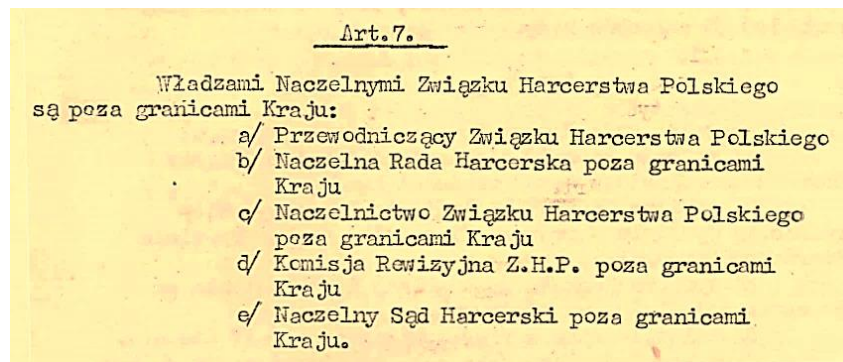 Art.7.
Władzami Naczelnymi Związku Harcerstwa Polskiego
są poza granicami Kraju:
a/ Przewodniczący Związku Harcerstwa Polskiego
b/ Naczelna Rada Harcerska poza granicami
Kraju
c/ Naczelnictwo Związku Harcerstwa Polskiego
poza granicami Kraju
d/ Komisja Rewizyjna Z.H.P. poza granicami
Kraju
e/ Naczelny Sąd Harcerski poza granicami
Kraju.